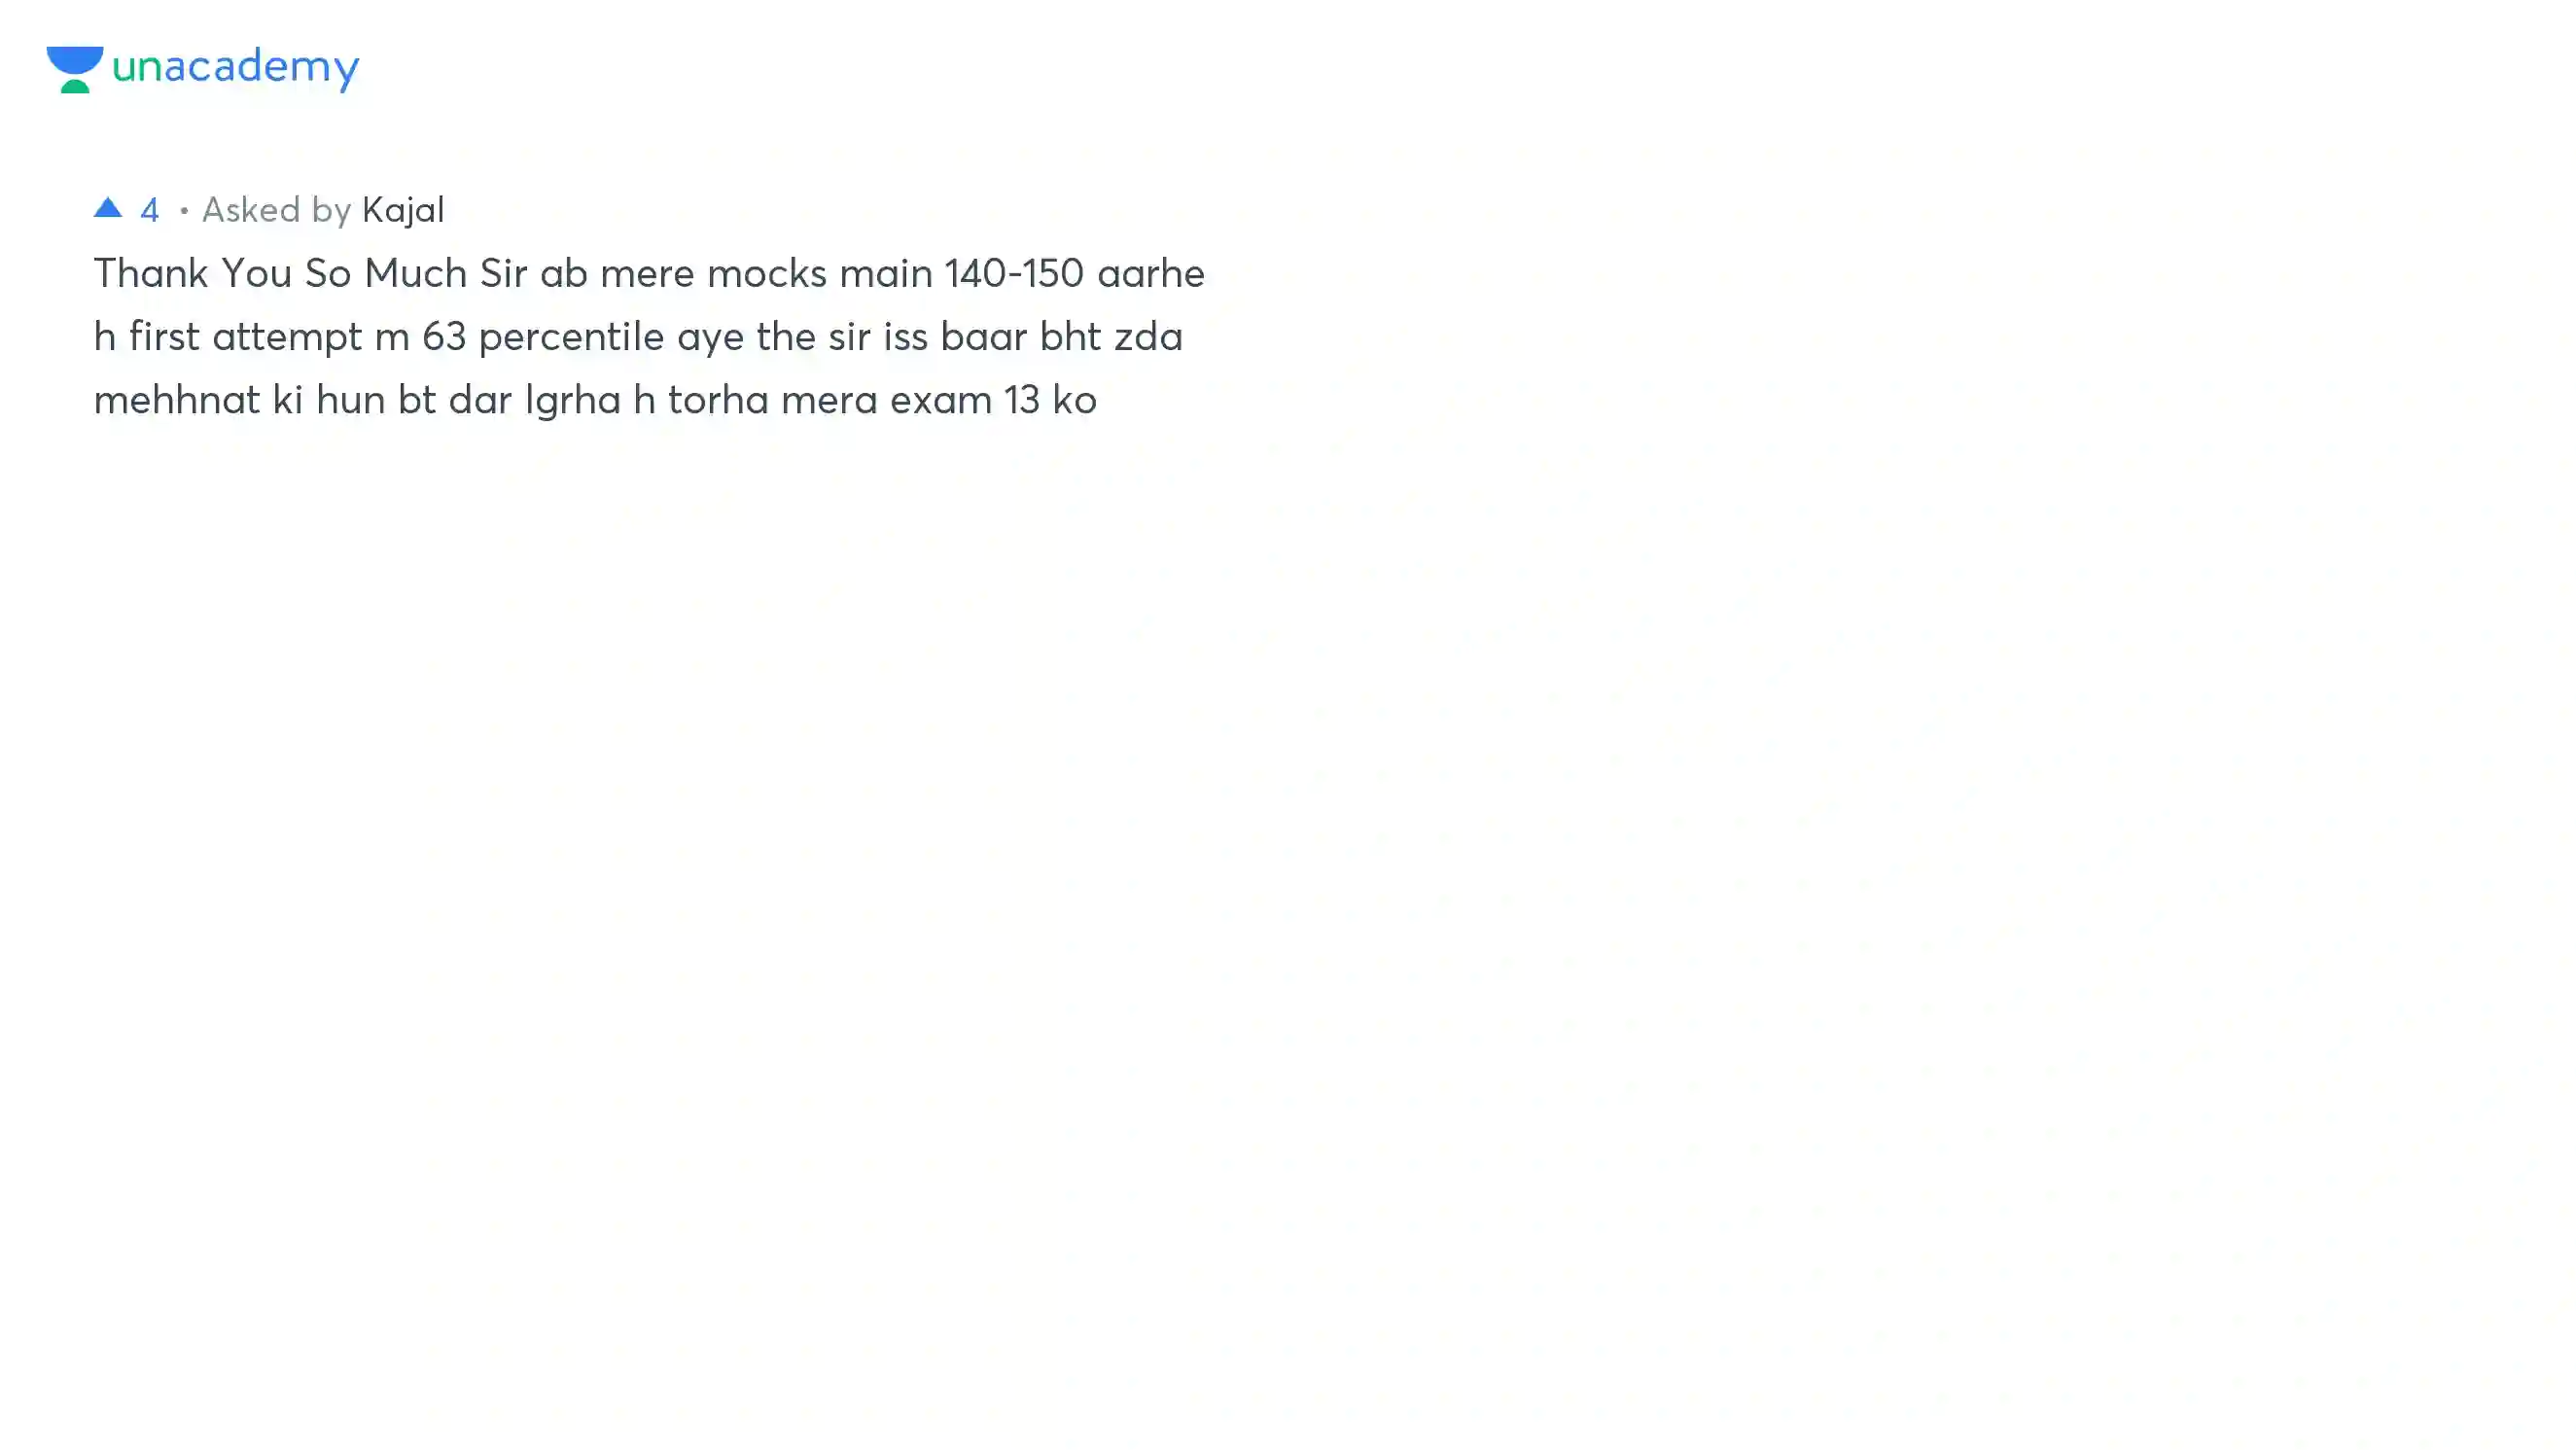 unacademy
▲ 4 • Asked by Kajal
Thank You So Much Sir ab mere mocks main 140-150 aarhe
h first attempt m 63 percentile aye the sir iss baar bht zda
mehhnat ki hun bt dar lgrha h torha mera exam 13 ko